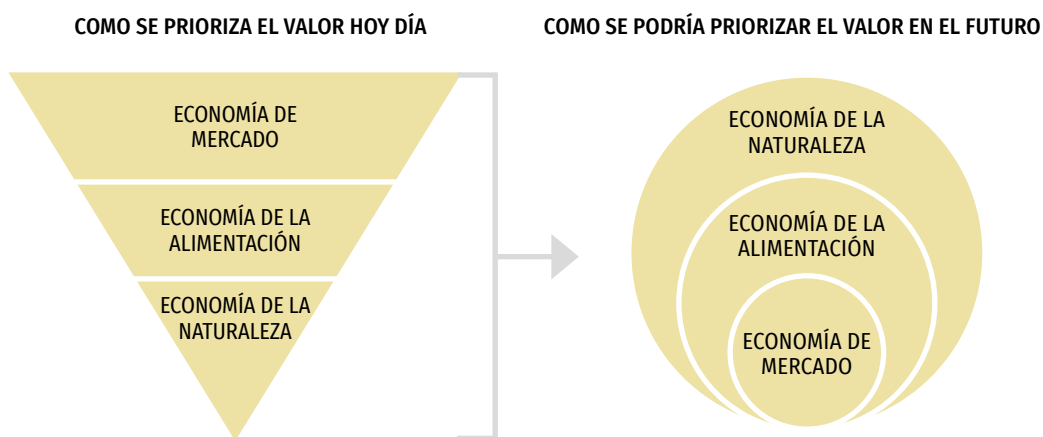 COMO SE PRIORIZA EL VALOR HOY DÍA
ECONOMÍA DE
MERCADO
ECONOMÍA DE LA
ALIMENTACIÓN
ECONOMÍA DE LA
NATURALEZA
COMO SE PODRÍA PRIORIZAR EL VALOR EN EL FUTURO
ECONOMÍA DE LA
NATURALEZA
ECONOMÍA DE LA
ALIMENTACIÓN
ECONOMÍA DE
MERCADO